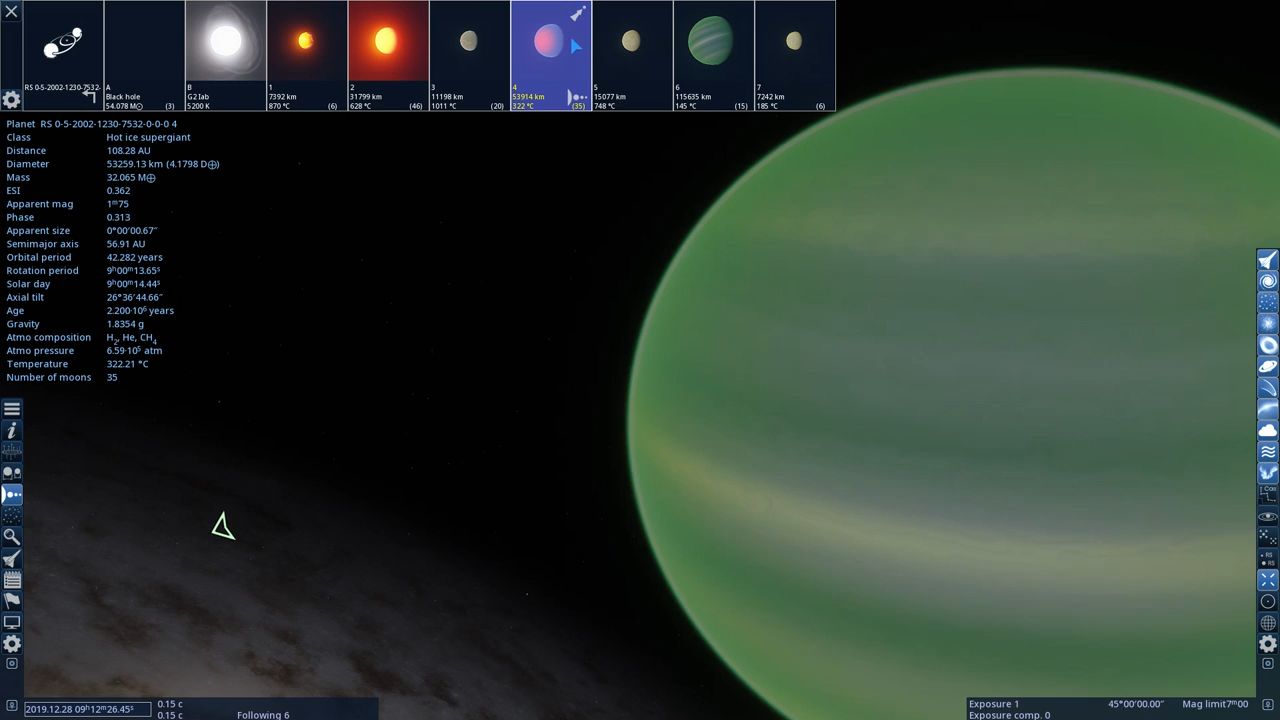 RS 0-5-2002-1230-7532-
A
Black hole
54.078 M⊙ (3)
B
G2 Iab
5200 K
1
7392 km
870 °C (6)
2
31799 km
628 °C (46)
3
11198 km
1011 °C (20)
4
53914 km
322 °C (35)
5
15077 km
748 °C
6
115635 km
145 °C (15)
7
7242 km
185 °C (6)
Planet RS 0-5-2002-1230-7532-0-0-0 4
Class Hot ice supergiant
Distance 108.28 AU
Diameter 53259.13 km (4.1798 D⊕)
Mass 32.065 M⊕
ESI 0.362
Apparent mag 1ᵐ75
Phase 0.313
Apparent size 0°00′00.67″
Semimajor axis 56.91 AU
Orbital period 42.282 years
Rotation period 9ʰ00ᵐ13.65ˢ
Solar day 9ʰ00ᵐ14.44ˢ
Axial tilt 26°36′44.66″
Age 2.200·10⁶ years
Gravity 1.8354 g
Atmo composition H₂, He, CH₄
Atmo pressure 6.59·10⁵ atm
Temperature 322.21 °C
Number of moons 35
2019.12.28 09ʰ12ᵐ26.45ˢ
0.15 c
0.15 c
Following 6
Exposure 1 45°00′00.00″ Mag limit 7ᵐ00
Exposure comp. 0